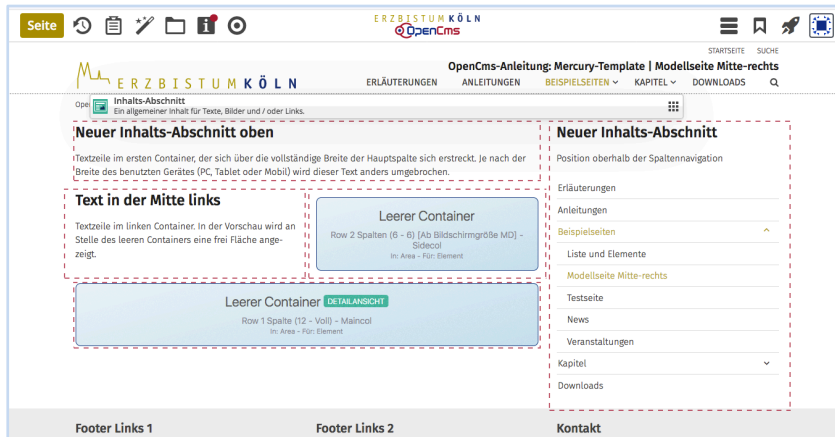 Seite
ERZBISTUM KÖLN
OpenCms
STARTSEITE SUCHE
OpenCms-Anleitung: Mercury-Template | Modellseite Mitte-rechts
ERZBISTUM KÖLN
ERLÄUTERUNGEN ANLEITUNGEN BEISPIELSEITEN KAPITEL DOWNLOADS
Inhalts-Abschnitt
Ein allgemeiner Inhalt für Texte, Bilder und / oder Links.
Neuer Inhalts-Abschnitt oben
Textzeile im ersten Container, der sich über die vollständige Breite der Hauptspalte sich erstreckt. Je nach der
Breite des benutzten Gerätes (PC, Tablet oder Mobil) wird dieser Text anders umgebrochen.
Text in der Mitte links
Textzeile im linken Container. In der Vorschau wird an
Stelle des leeren Containers eine frei Fläche ange-
zeigt.
Leerer Container
Row 2 Spalten (6 - 6) [Ab Bildschirmgröße MD] -
Sidecol
In: Area - Für: Element
Leerer Container DETAILANSICHT
Row 1 Spalte (12 - Voll) - Maincol
In: Area - Für: Element
Neuer Inhalts-Abschnitt
Position oberhalb der Spaltennavigation
Erläuterungen
Anleitungen
Beispielseiten
Liste und Elemente
Modellseite Mitte-rechts
Testseite
News
Veranstaltungen
Kapitel
Downloads
Footer Links 1 Footer Links 2 Kontakt